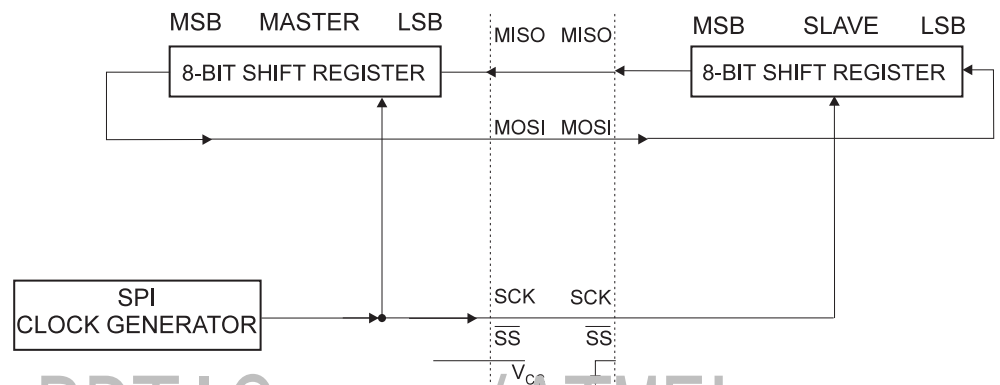 MSB MASTER LSB
MISO MISO
MSB SLAVE LSB
8-BIT SHIFT REGISTER
8-BIT SHIFT REGISTER
MOSI MOSI
SPI
CLOCK GENERATOR
SCK SCK
SS SS
VCC
/ATMEL